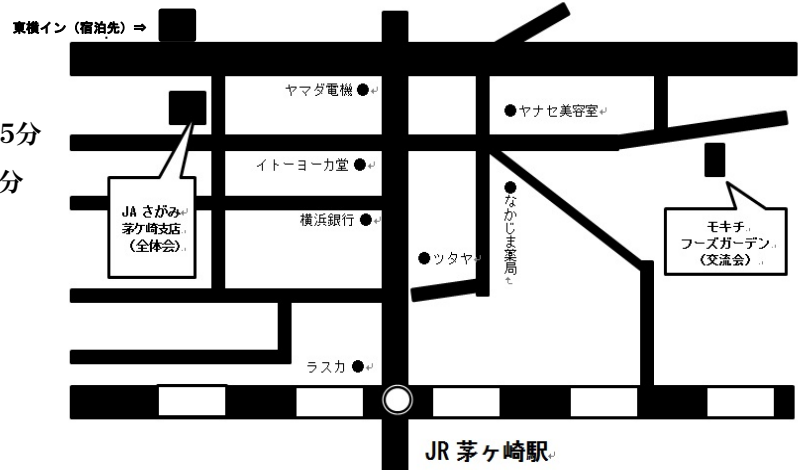 東横イン（宿泊先）⇒
ヤマダ電機
ヤナセ美容室
5分
分
イトーヨーカ堂
JA さがみ
茅ケ崎支店
（全体会）
横浜銀行
なかじま薬局
モキチ
フーズガーデン
（交流会）
ツタヤ
ラスカ
JR 茅ヶ崎駅